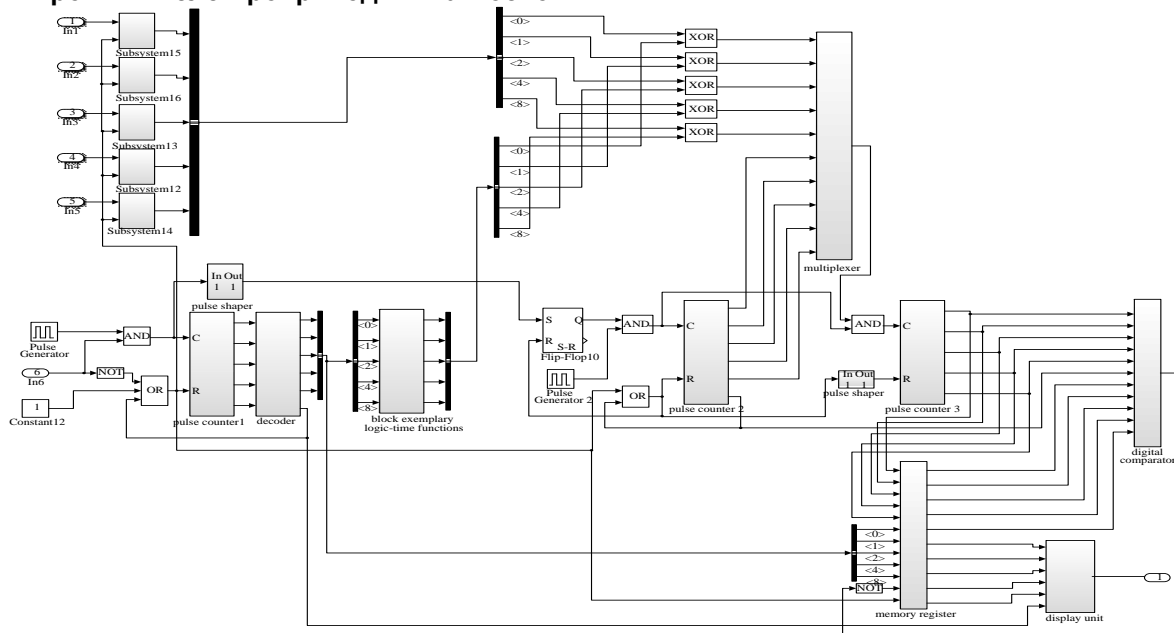 1
In1
Subsystem15
2
In2
Subsystem16
3
In3
Subsystem13
4
In4
Subsystem12
5
In5
Subsystem14
<0>
<1>
<2>
<4>
<8>
XOR
XOR
XOR
XOR
XOR
<0>
<1>
<2>
<4>
<8>
multiplexer
In Out
1 1
pulse shaper
Pulse
Generator
AND
6
In6
NOT
OR
1
Constant12
C
R
pulse counter1
decoder
<0>
<1>
<2>
<4>
<8>
block exemplary
logic-time functions
S Q
R
S-R
Flip-Flop10
Pulse
Generator 2
AND
OR
C
R
pulse counter 2
AND
In Out
1 1
pulse shaper
C
R
pulse counter 3
digital
comparator
<0>
<1>
<2>
<4>
<8>
NOT
memory register
display unit
1